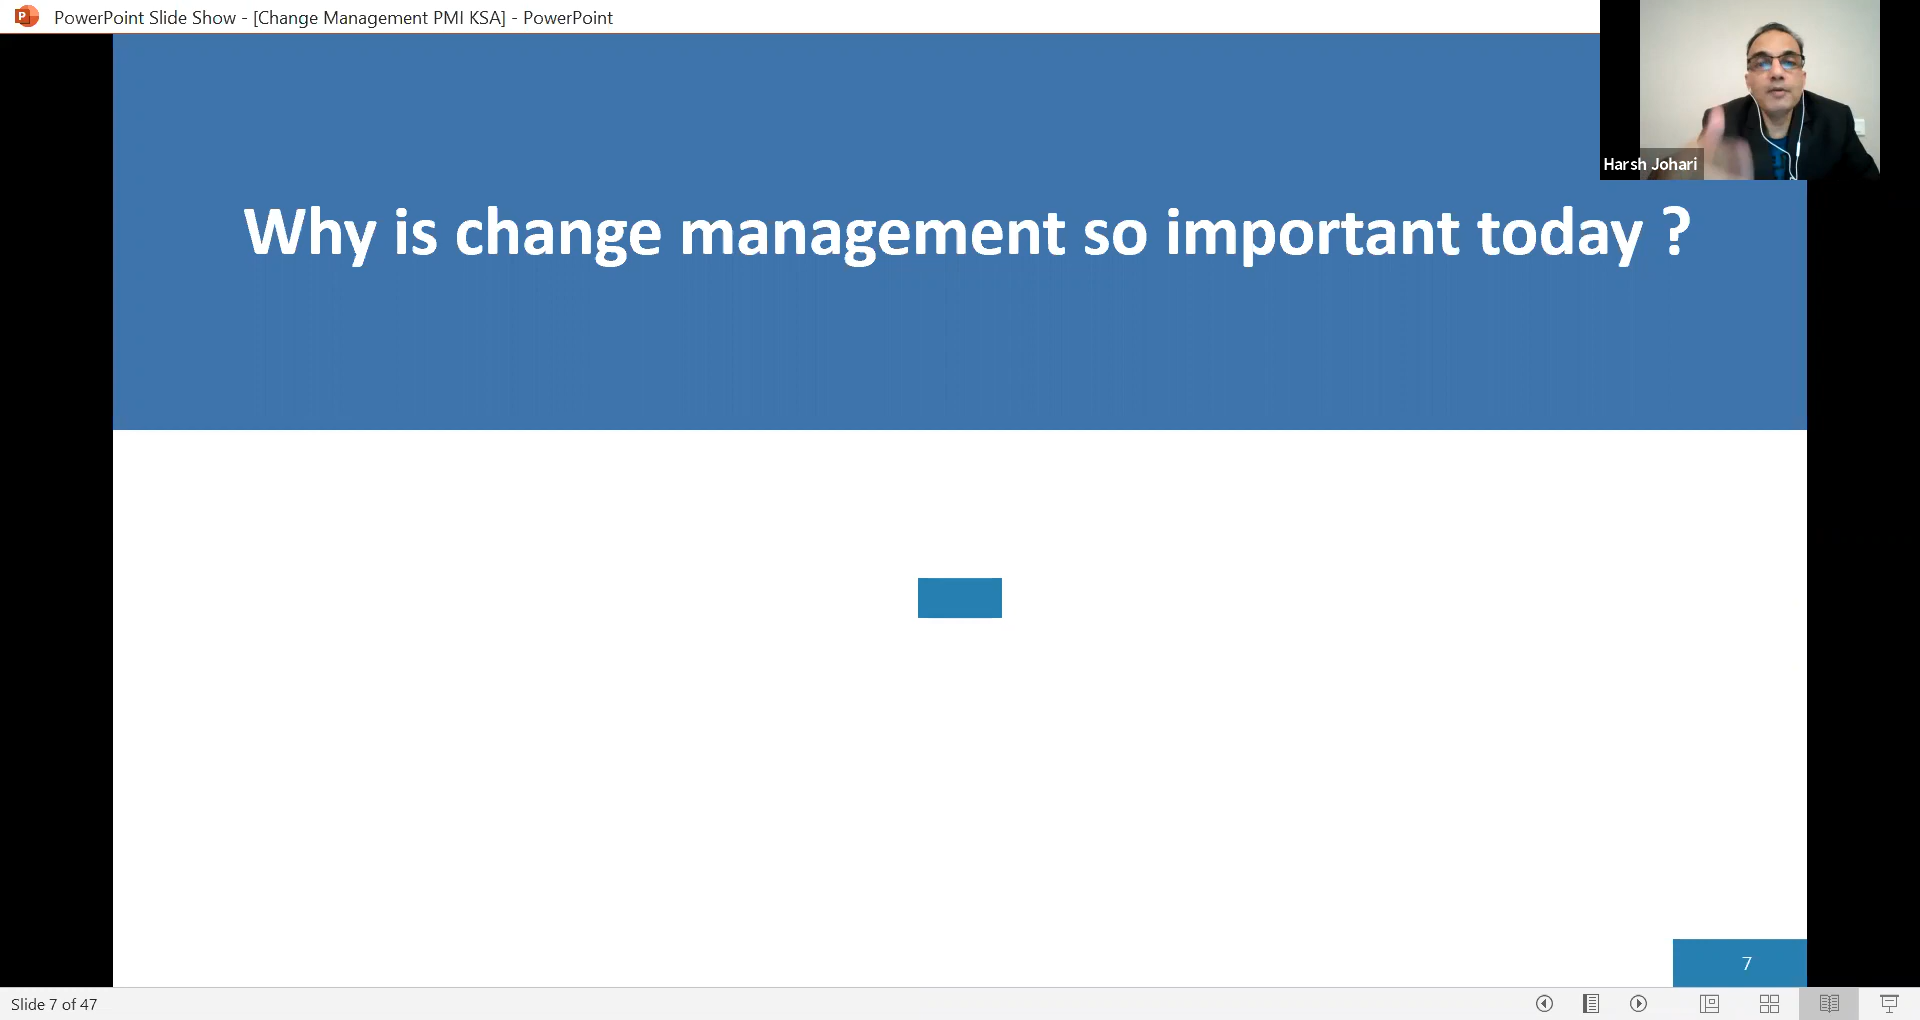 PowerPoint Slide Show - [Change Management PMI KSA] - PowerPoint
Harsh Johari
Why is change management so important today ?
7
Slide 7 of 47